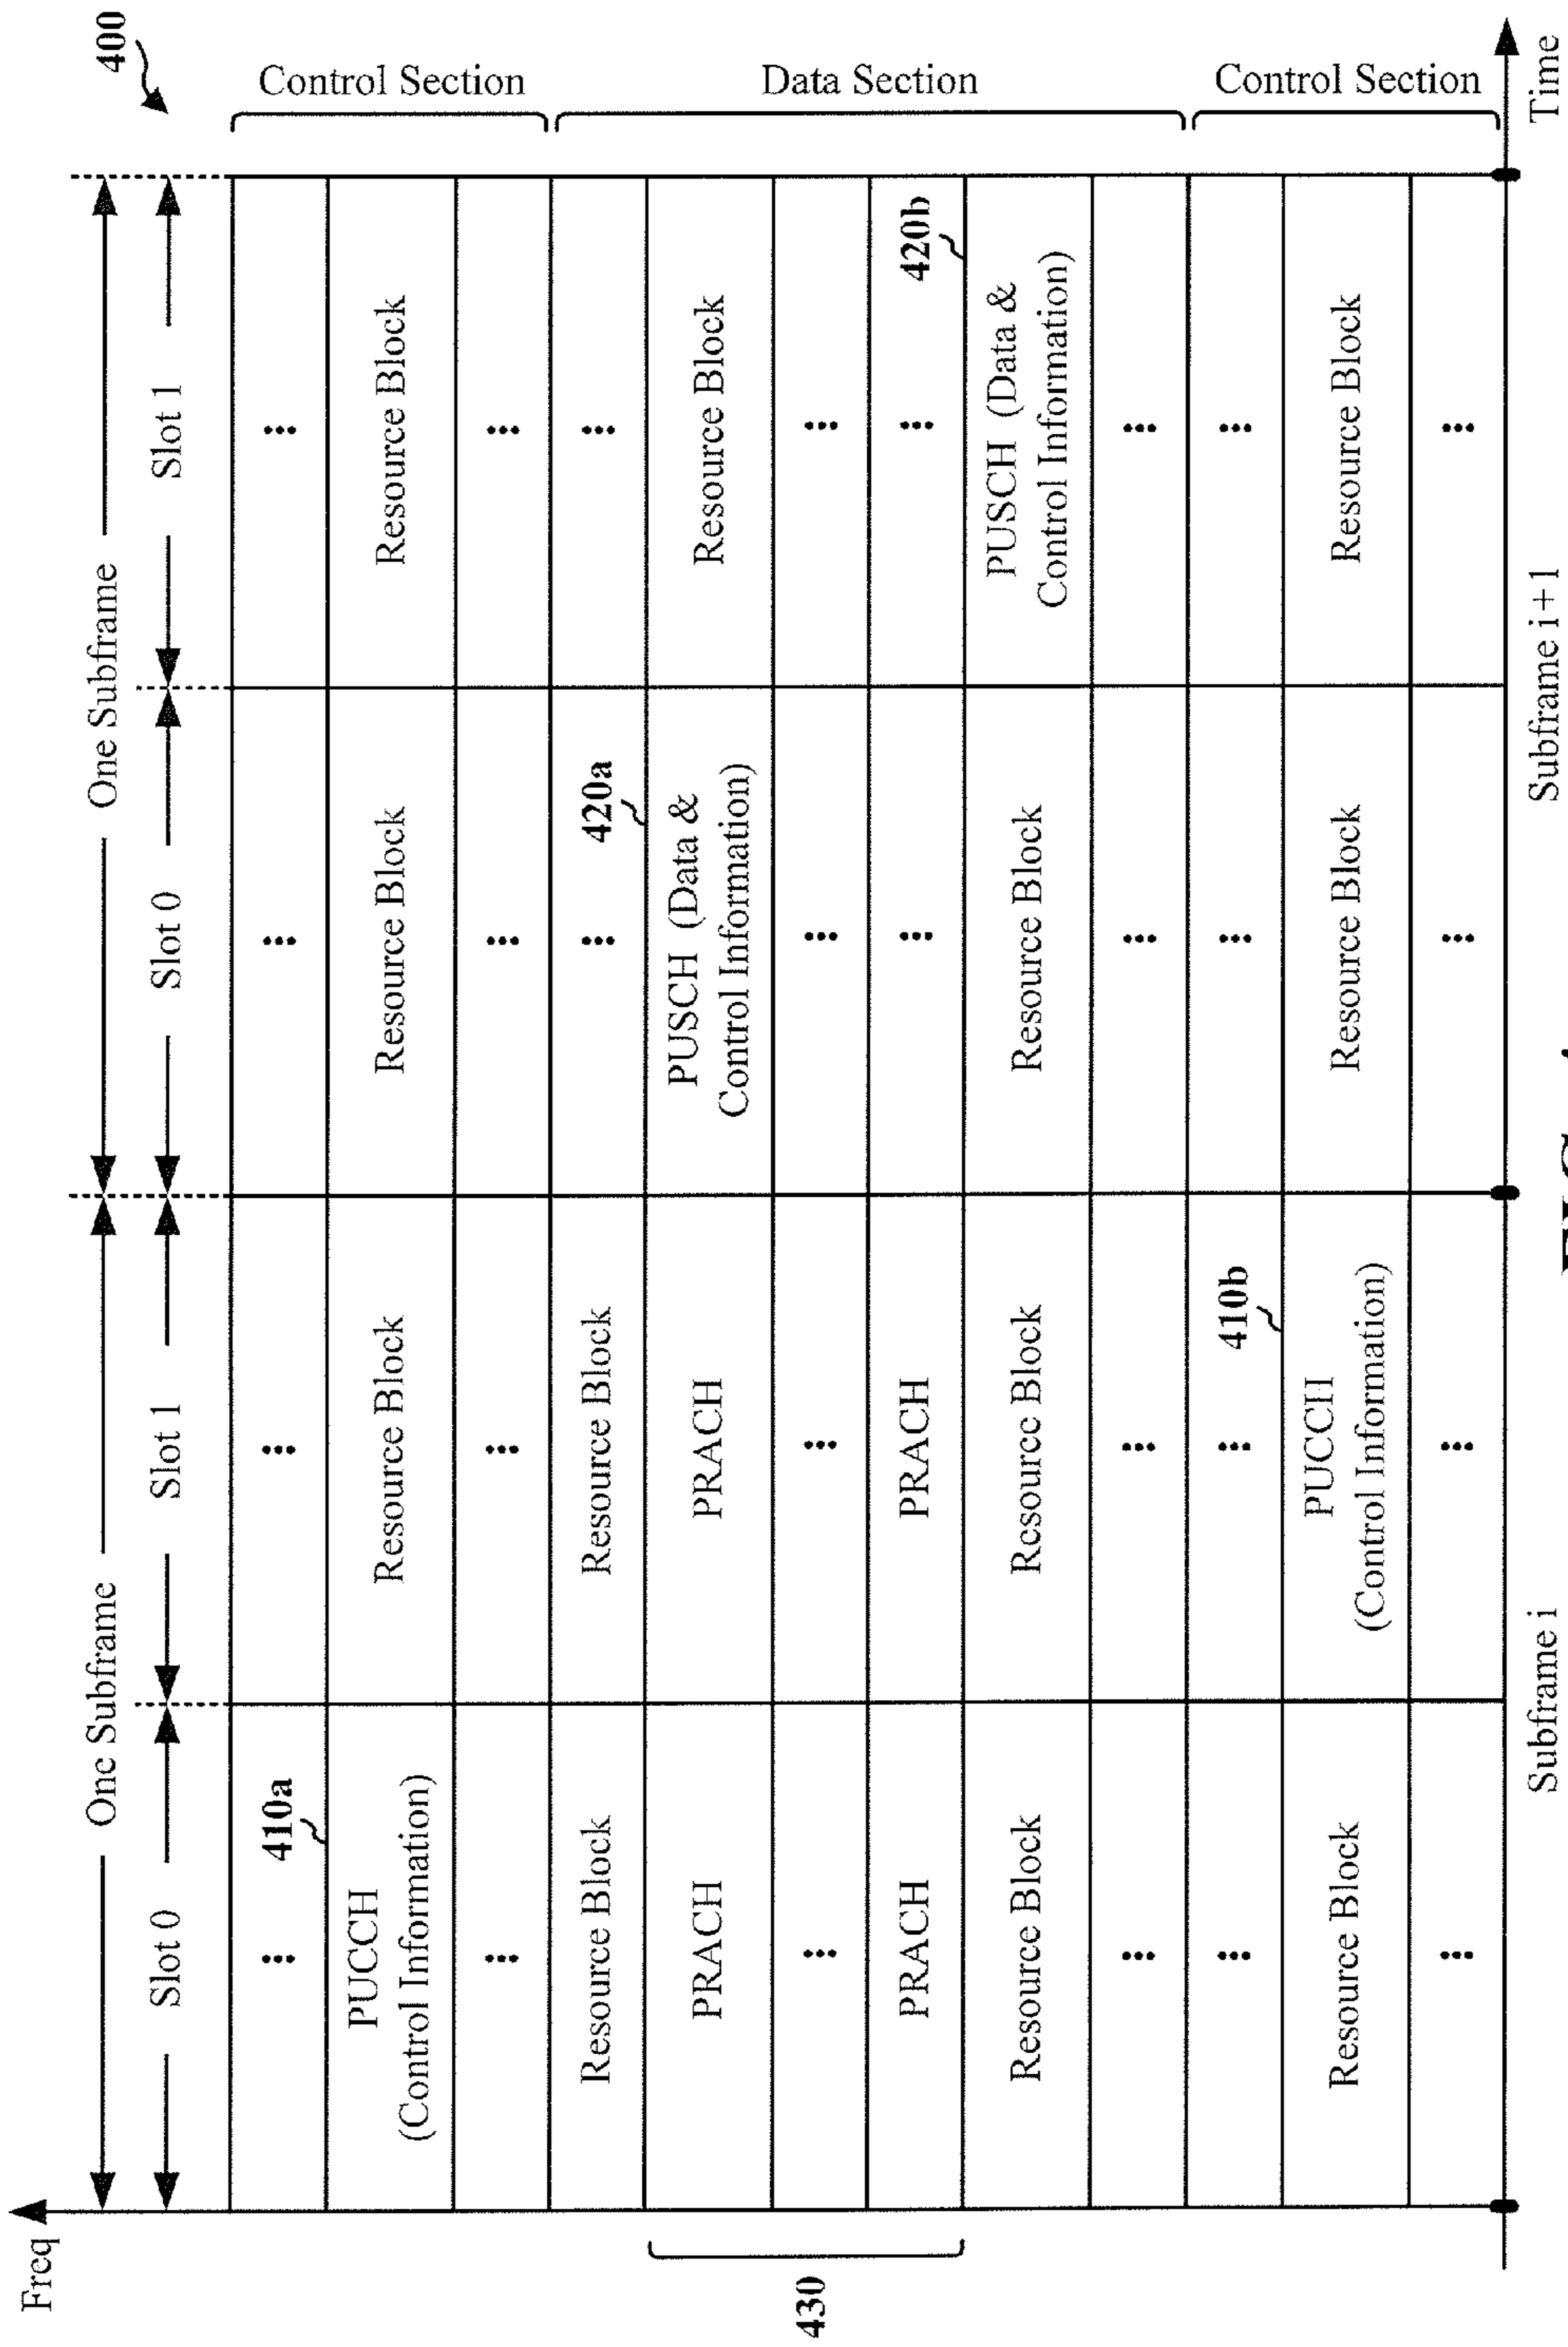 Freq
400
One Subframe
One Subframe
Slot 0
Slot 1
Slot 0
Slot 1
410a
Control Section
PUCCH
(Control Information)
Resource Block
Resource Block
Resource Block
Resource Block
Resource Block
420a
430
PRACH
PRACH
PUSCH (Data &
Control Information)
Resource Block
Data Section
PRACH
PRACH
420b
Resource Block
Resource Block
Resource Block
PUSCH (Data &
Control Information)
410b
Control Section
Resource Block
PUCCH
(Control Information)
Resource Block
Resource Block
Subframe i
Subframe i+1
Time